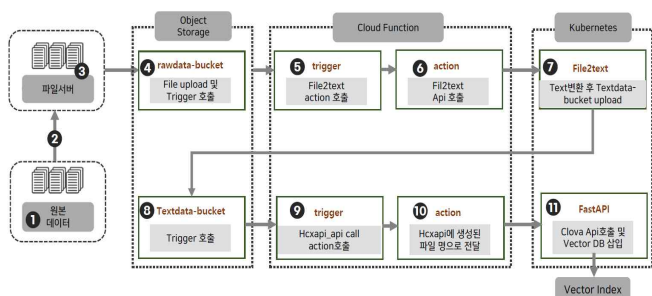 Object
Storage
Cloud Function
Kubernetes
3
파일서버
2
1
원본
데이터
4 rawdata-bucket
File upload 및
Trigger 호출
5 trigger
File2text
action 호출
6 action
Fil2text
Api 호출
7 File2text
Text변환 후 Textdata-
bucket upload
8 Textdata-bucket
Trigger 호출
9 trigger
Hcxapi_api call
action호출
10 action
Hcxapi에 생성된
파일 명으로 전달
11 FastAPI
Clova Api호출 및
Vector DB 삽입
Vector Index